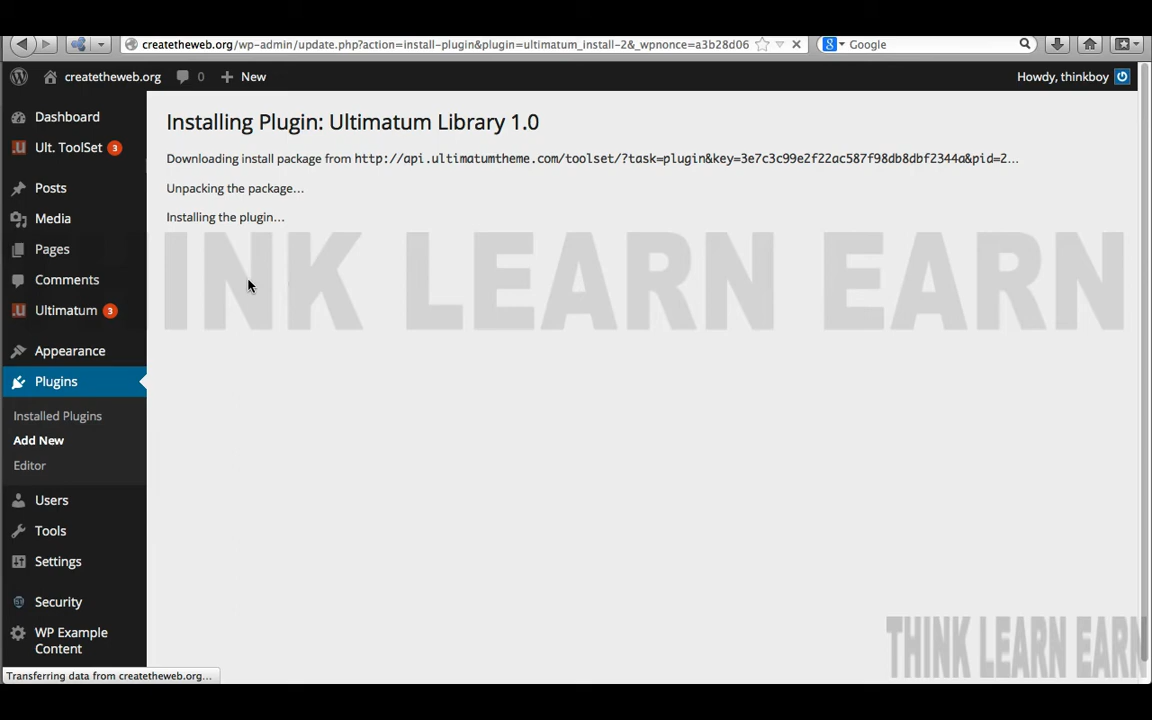 createtheweb.org/wp-admin/update.php?action=install-plugin&plugin=ultimatum_install-2&_wpnonce=a3b28d06
Google
createtheweb.org
0
New
Howdy, thinkboy
Dashboard
Ult. ToolSet 3
Posts
Media
Pages
Comments
Ultimatum 3
Appearance
Plugins
Installed Plugins
Add New
Editor
Users
Tools
Settings
Security
WP Example
Content
Installing Plugin: Ultimatum Library 1.0
Downloading install package from http://api.ultimatumtheme.com/toolset/?task=plugin&key=3e7c3c99e2f22ac587f98db8dbf2344a&pid=2…
Unpacking the package…
Installing the plugin…
INK LEARN EARN
THINK LEARN EARN
Transferring data from createtheweb.org...